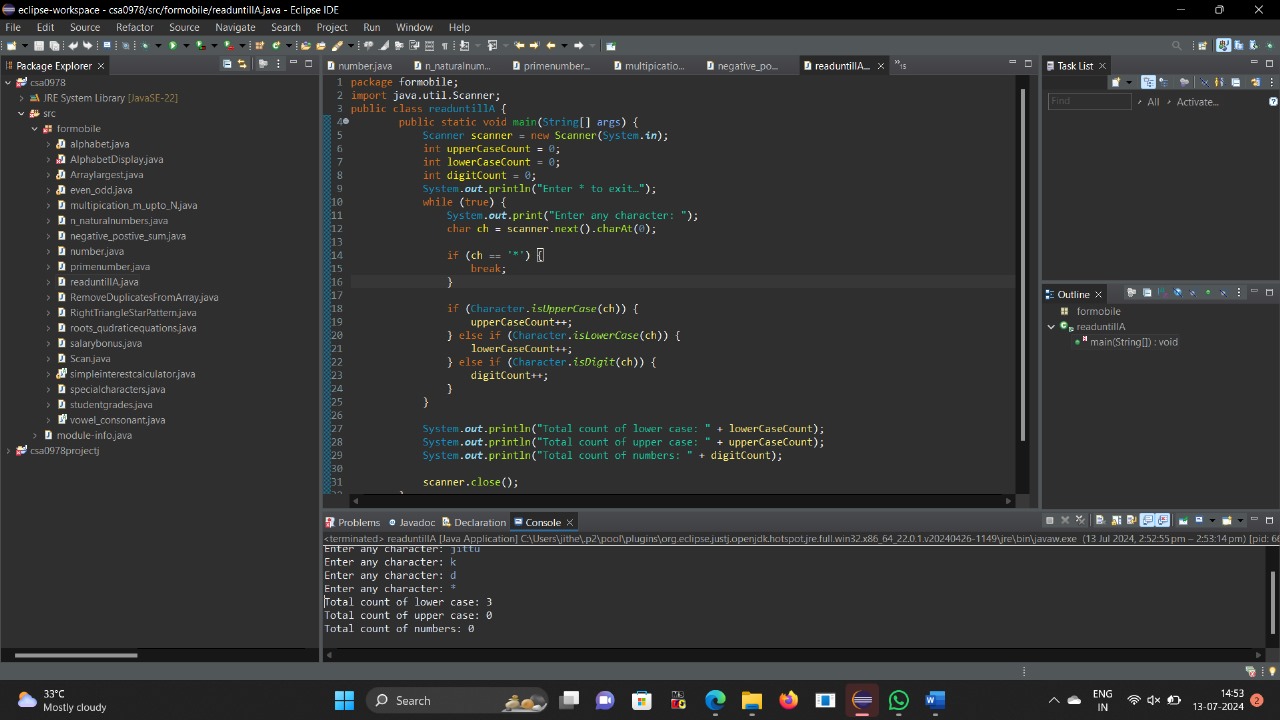 eclipse-workspace - csa0978/src/formobile/readuntillA.java - Eclipse IDE
File Edit Source Refactor Source Navigate Search Project Run Window Help
Package Explorer
csa0978
JRE System Library [JavaSE-22]
src
formobile
alphabet.java
AlphabetDisplay.java
Arraylargest.java
even_odd.java
multipication_m_upto_N.java
n_naturalnumbers.java
negative_postive_sum.java
number.java
primenumber.java
readuntillA.java
RemoveDuplicatesFromArray.java
RightTriangleStarPattern.java
roots_qudraticequations.java
salarybonus.java
Scan.java
simpleinterestcalculator.java
specialcharacters.java
studentgrades.java
vowel_consonant.java
module-info.java
csa0978projectj
number.java n_naturalnum... primenumber... multipicatio... negative_po... readuntillA... »15
1 package formobile;
2 import java.util.Scanner;
3 public class readuntillA {
4 public static void main(String[] args) {
5 Scanner scanner = new Scanner(System.in);
6 int upperCaseCount = 0;
7 int lowerCaseCount = 0;
8 int digitCount = 0;
9 System.out.println("Enter * to exit…");
10 while (true) {
11 System.out.print("Enter any character: ");
12 char ch = scanner.next().charAt(0);
13
14 if (ch == '*') {
15 break;
16 }
17
18 if (Character.isUpperCase(ch)) {
19 upperCaseCount++;
20 } else if (Character.isLowerCase(ch)) {
21 lowerCaseCount++;
22 } else if (Character.isDigit(ch)) {
23 digitCount++;
24 }
25 }
26
27 System.out.println("Total count of lower case: " + lowerCaseCount);
28 System.out.println("Total count of upper case: " + upperCaseCount);
29 System.out.println("Total count of numbers: " + digitCount);
30
31 scanner.close();
Task List
Find All Activate...
Outline
formobile
readuntillA
main(String[]) : void
Problems Javadoc Declaration Console
<terminated> readuntillA [Java Application] C:\Users\jithe\.p2\pool\plugins\org.eclipse.justj.openjdk.hotspot.jre.full.win32.x86_64_22.0.1.v20240426-1149\jre\bin\javaw.exe (13 Jul 2024, 2:52:55 pm – 2:53:14 pm) [pid: 66
Enter any character: jittu
Enter any character: k
Enter any character: d
Enter any character: *
Total count of lower case: 3
Total count of upper case: 0
Total count of numbers: 0
33°C
Mostly cloudy
Search
ENG
IN
14:53
13-07-2024
2